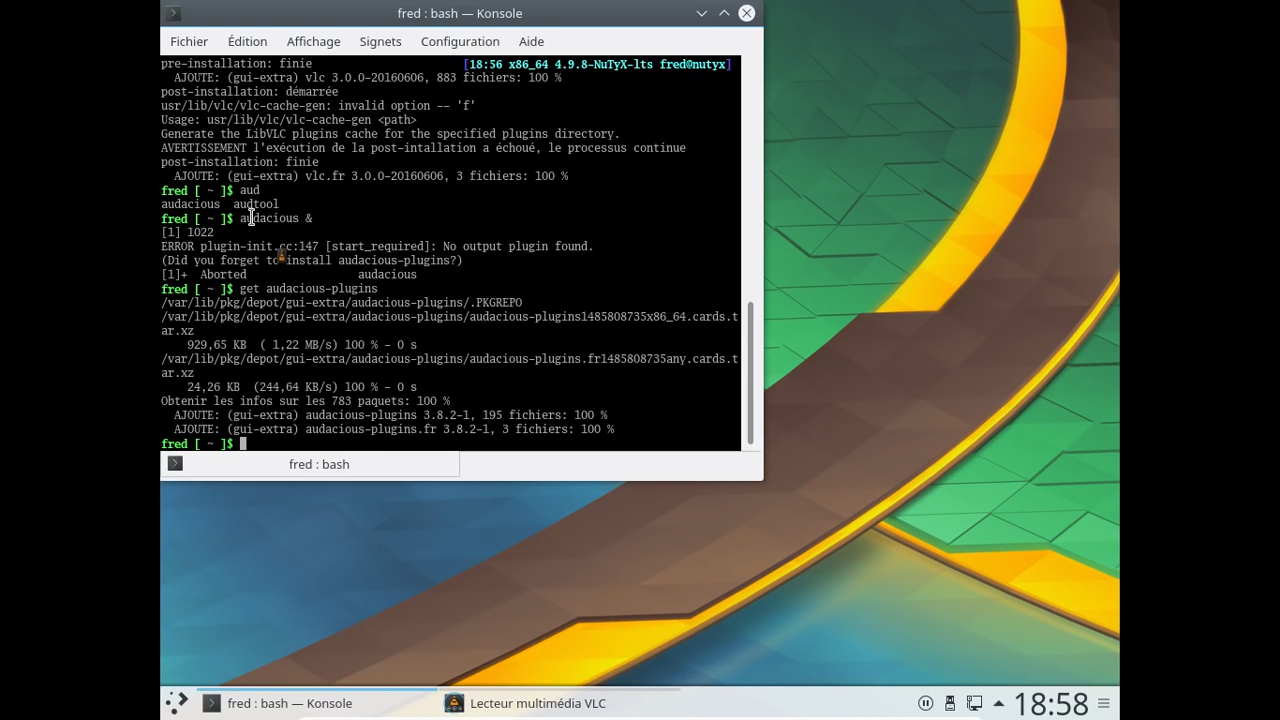 fred : bash — Konsole
Fichier Édition Affichage Signets Configuration Aide
pre-installation: finie [18:56 x86_64 4.9.8-NuTyX-lts fred@nutyx]
AJOUTE: (gui-extra) vlc 3.0.0-20160606, 883 fichiers: 100 %
post-installation: démarrée
usr/lib/vlc/vlc-cache-gen: invalid option -- 'f'
Usage: usr/lib/vlc/vlc-cache-gen <path>
Generate the LibVLC plugins cache for the specified plugins directory.
AVERTISSEMENT l'exécution de la post-intallation a échoué, le processus continue
post-installation: finie
AJOUTE: (gui-extra) vlc.fr 3.0.0-20160606, 3 fichiers: 100 %
fred [ ~ ]$ aud
audacious audtool
fred [ ~ ]$ audacious &
[1] 1022
ERROR plugin-init.cc:147 [start_required]: No output plugin found.
(Did you forget to install audacious-plugins?)
[1]+ Aborted audacious
fred [ ~ ]$ get audacious-plugins
/var/lib/pkg/depot/gui-extra/audacious-plugins/.PKGREPO
/var/lib/pkg/depot/gui-extra/audacious-plugins/audacious-plugins1485808735x86_64.cards.t
ar.xz
929,65 KB ( 1,22 MB/s) 100 % - 0 s
/var/lib/pkg/depot/gui-extra/audacious-plugins/audacious-plugins.fr1485808735any.cards.t
ar.xz
24,26 KB (244,64 KB/s) 100 % - 0 s
Obtenir les infos sur les 783 paquets: 100 %
AJOUTE: (gui-extra) audacious-plugins 3.8.2-1, 195 fichiers: 100 %
AJOUTE: (gui-extra) audacious-plugins.fr 3.8.2-1, 3 fichiers: 100 %
fred [ ~ ]$
fred : bash
fred : bash — Konsole Lecteur multimédia VLC 18:58